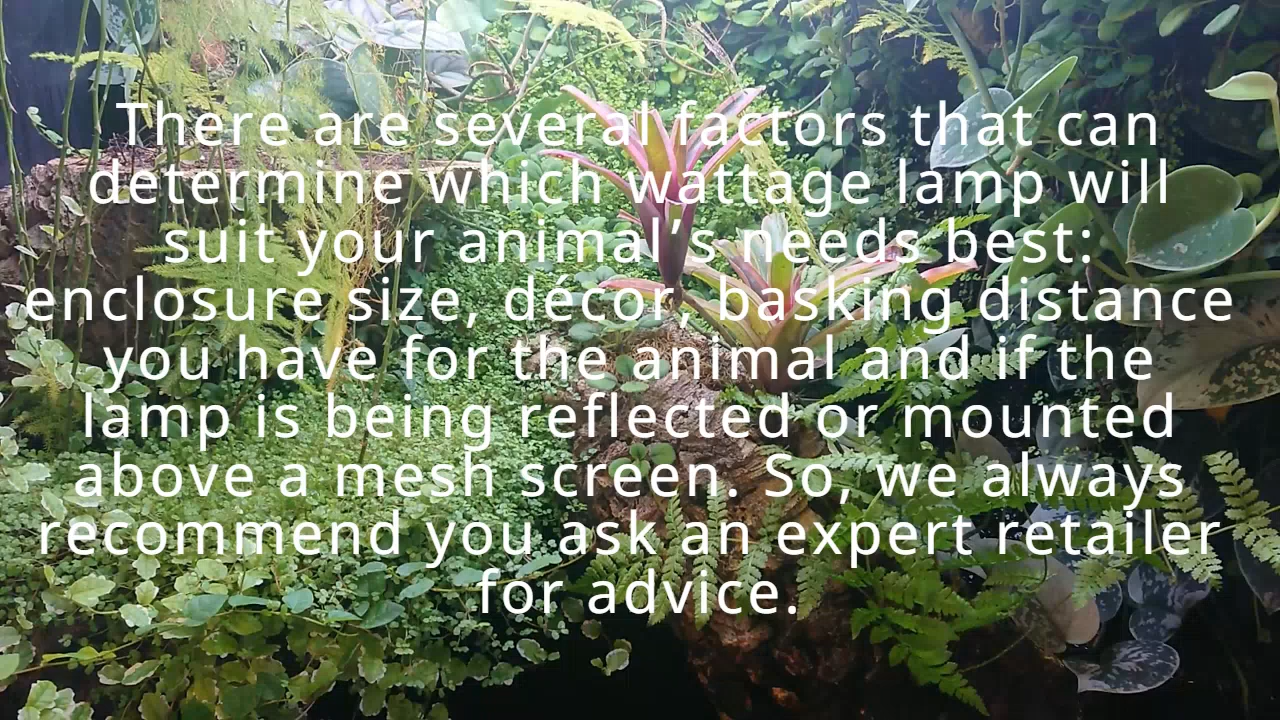 There are several factors that can
determine which wattage lamp will
suit your animal’s needs best:
enclosure size, décor, basking distance
you have for the animal and if the
lamp is being reflected or mounted
above a mesh screen. So, we always
recommend you ask an expert retailer
for advice.